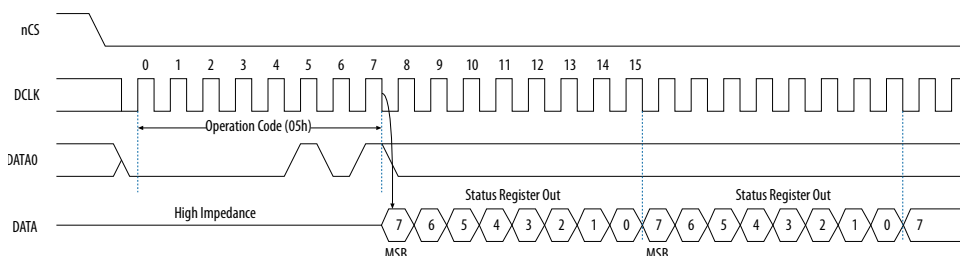 nCS
0 1 2 3 4 5 6 7 8 9 10 11 12 13 14 15
DCLK
Operation Code (05h)
DATA0
Status Register Out Status Register Out
High Impedance
DATA 7 6 5 4 3 2 1 0 7 6 5 4 3 2 1 0 7
MSB MSB